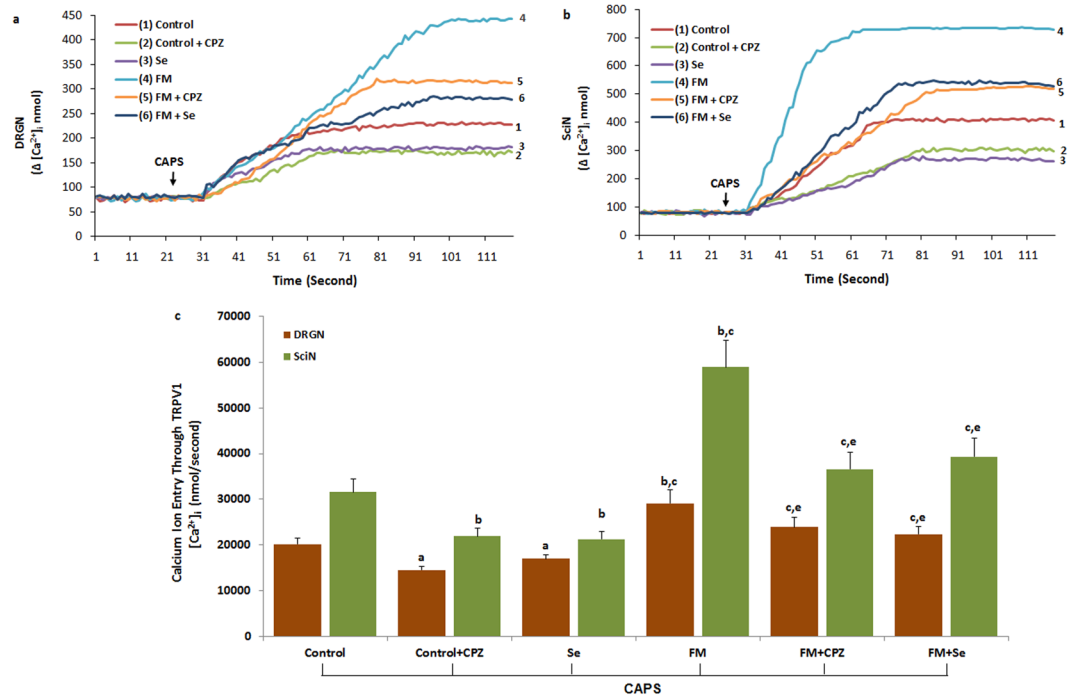 a
DRGN
(Δ [Ca²⁺]ᵢ, nmol)
450
400
350
300
250
200
150
100
50
(1) Control
(2) Control + CPZ
(3) Se
(4) FM
(5) FM + CPZ
(6) FM + Se
CAPS
4
5
6
1
3
2
1 11 21 31 41 51 61 71 81 91 101 111
Time (Second)
b
SciN
(Δ [Ca²⁺]ᵢ, nmol)
800
700
600
500
400
300
200
100
0
(1) Control
(2) Control + CPZ
(3) Se
(4) FM
(5) FM + CPZ
(6) FM + Se
CAPS
4
6
5
1
2
3
1 11 21 31 41 51 61 71 81 91 101 111
Time (Second)
c
Calcium Ion Entry Through TRPV1
[Ca²⁺]ᵢ (nmol/second)
70000
60000
50000
40000
30000
20000
10000
0
DRGN
SciN
a
b
a
b
b,c
b,c
c,e
c,e
c,e
c,e
Control Control+CPZ Se FM FM+CPZ FM+Se
CAPS